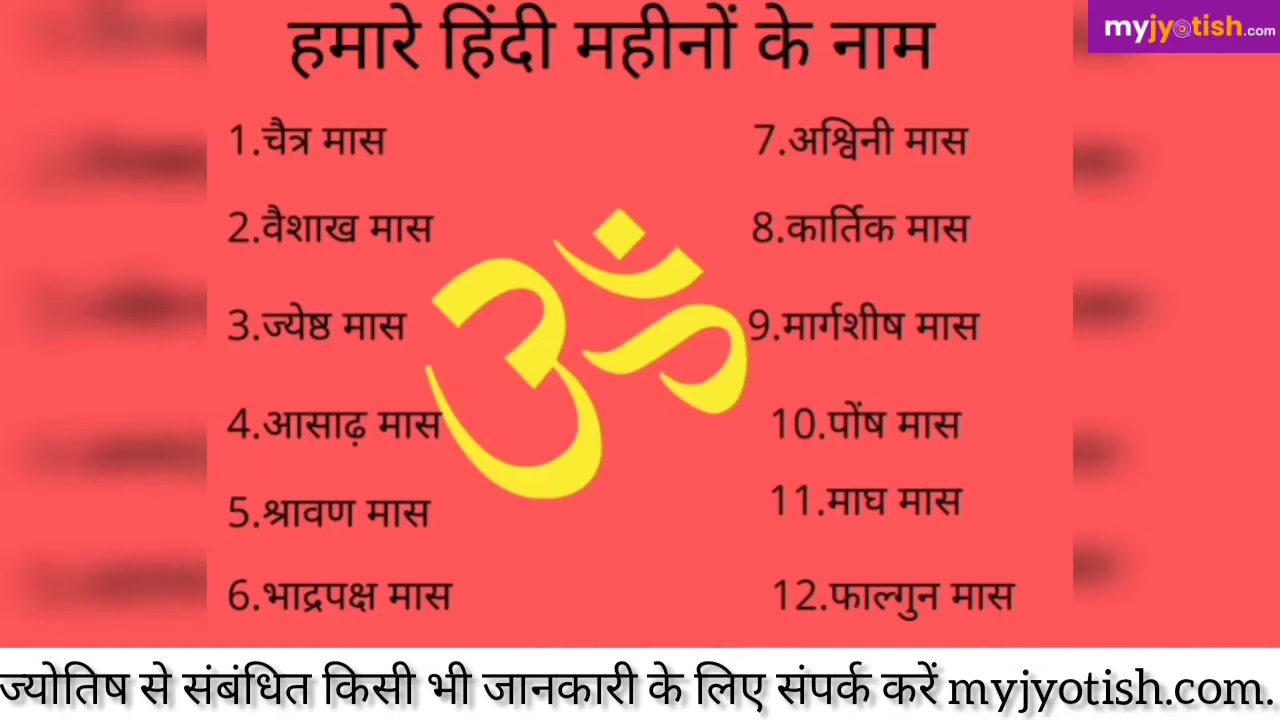 myjyotish.com
हमारे हिंदी महीनों के नाम
1.चैत्र मास
2.वैशाख मास
3.ज्येष्ठ मास
4.आसाढ़ मास
5.श्रावण मास
6.भाद्रपक्ष मास
7.अश्विनी मास
8.कार्तिक मास
9.मार्गशीष मास
10.पोंष मास
11.माघ मास
12.फाल्गुन मास
ॐ
ज्योतिष से संबंधित किसी भी जानकारी के लिए संपर्क करें myjyotish.com.